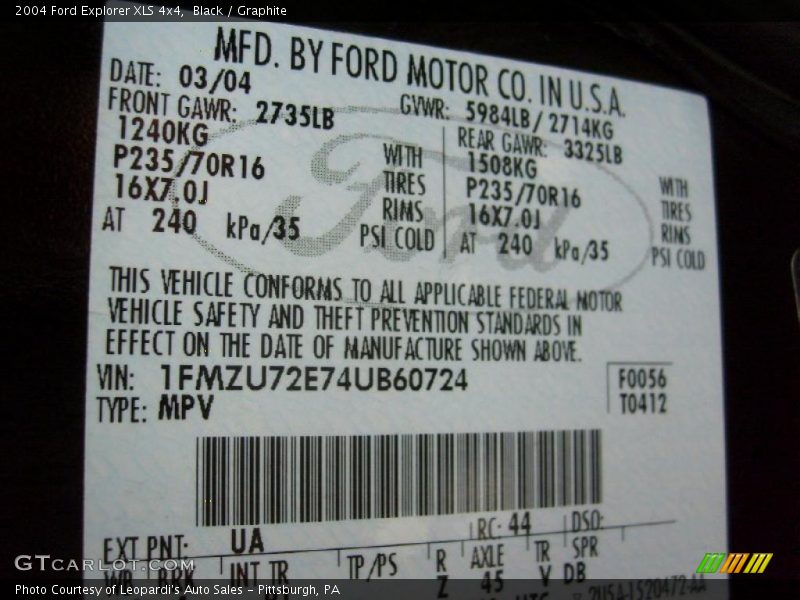 2004 Ford Explorer XLS 4x4, Black / Graphite
MFD. BY FORD MOTOR CO. IN U.S.A.
DATE: 03/04 GVWR: 5984LB / 2714KG
FRONT GAWR: 2735LB REAR GAWR: 3325LB
1240KG WITH 1508KG WITH
P235/70R16 TIRES P235/70R16 TIRES
16X7.0J RIMS 16X7.0J RIMS
AT 240 kPa/35 PSI COLD AT 240 kPa/35 PSI COLD
Ford
THIS VEHICLE CONFORMS TO ALL APPLICABLE FEDERAL MOTOR
VEHICLE SAFETY AND THEFT PREVENTION STANDARDS IN
EFFECT ON THE DATE OF MANUFACTURE SHOWN ABOVE.
VIN: 1FMZU72E74UB60724 F0056
TYPE: MPV T0412
EXT PNT: UA RC: 44 DSO:
WB BRK INT TR TP/PS R AXLE TR SPR
Z 45 V DB
GTCARLOT.COM
Photo Courtesy of Leopardi's Auto Sales - Pittsburgh, PA